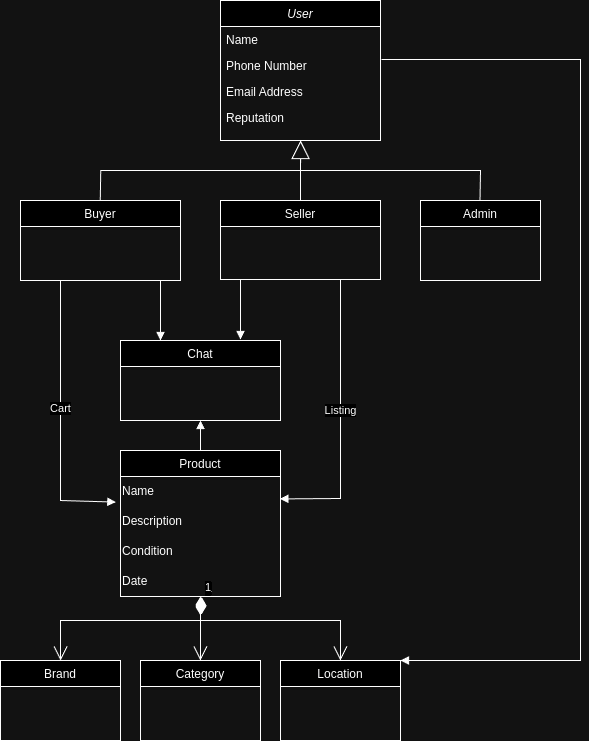 User
Name
Phone Number
Email Address
Reputation
Buyer
Seller
Admin
Chat
Cart
Listing
Product
Name
Description
Condition
Date
1
Brand
Category
Location